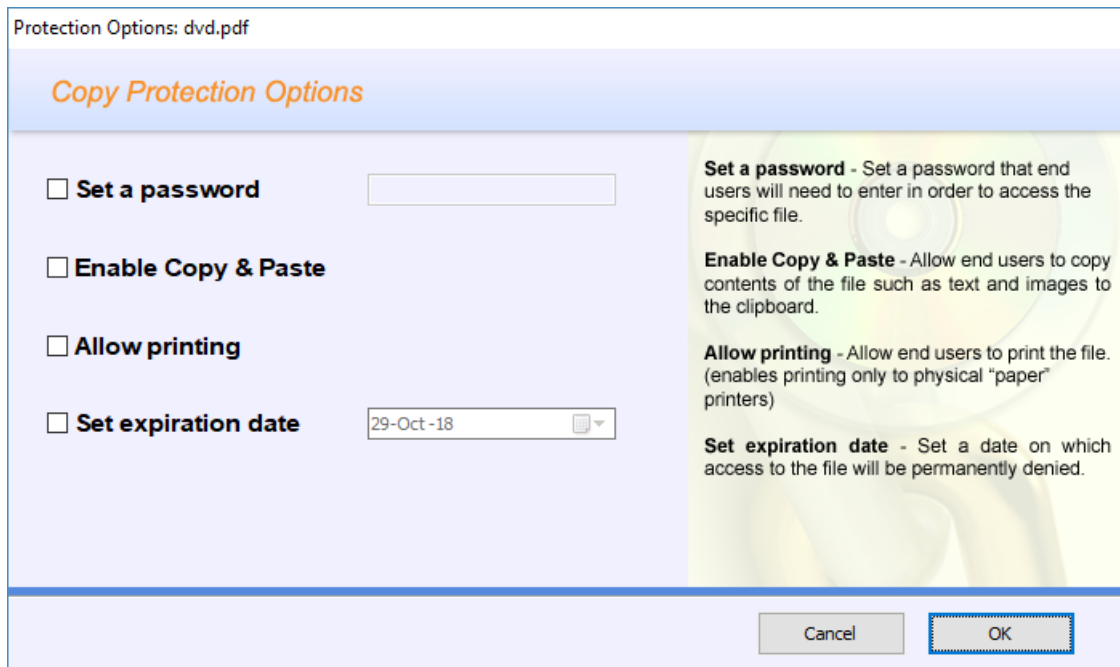 Protection Options: dvd.pdf
Copy Protection Options
Set a password
Enable Copy & Paste
Allow printing
Set expiration date
29-Oct -18
Set a password - Set a password that end
users will need to enter in order to access the
specific file.
Enable Copy & Paste - Allow end users to copy
contents of the file such as text and images to
the clipboard.
Allow printing - Allow end users to print the file.
(enables printing only to physical “paper”
printers)
Set expiration date - Set a date on which
access to the file will be permanently denied.
Cancel
OK